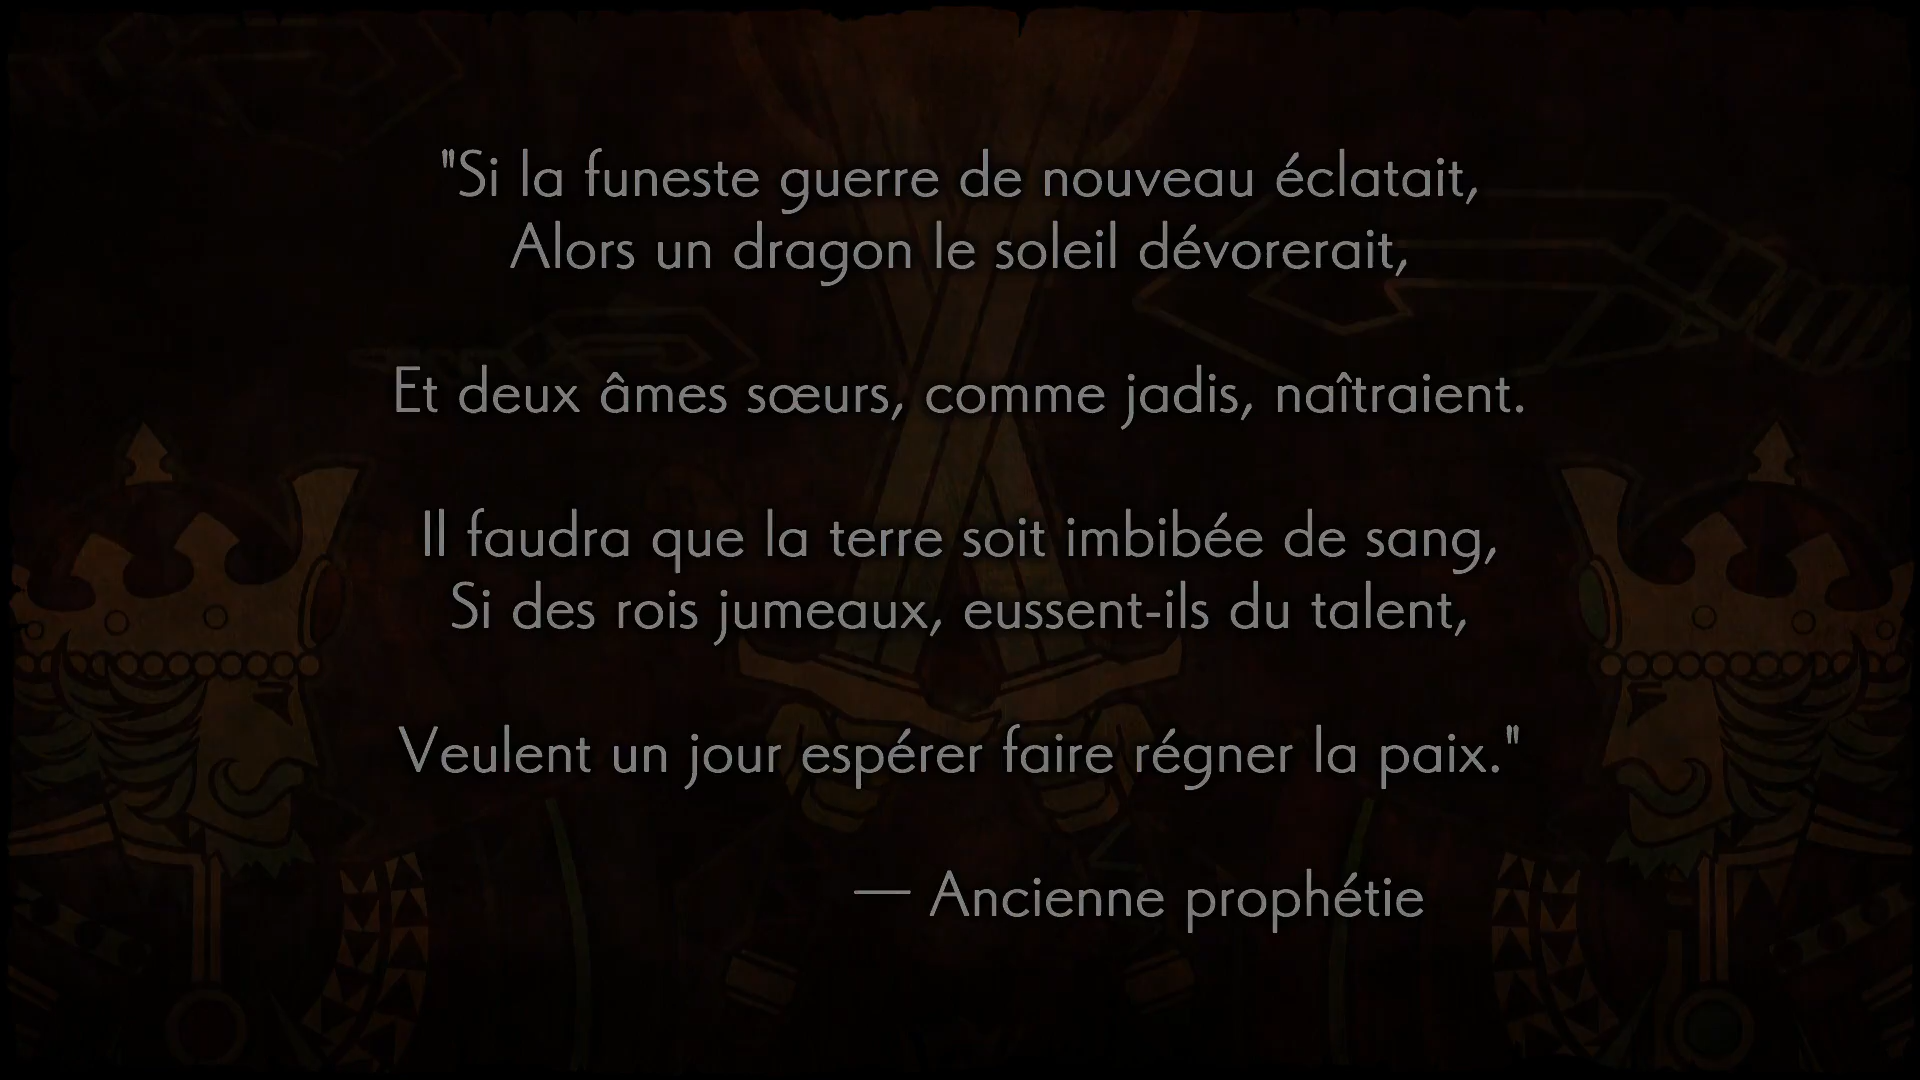 "Si la funeste guerre de nouveau éclatait,
Alors un dragon le soleil dévorerait,
Et deux âmes sœurs, comme jadis, naîtraient.
Il faudra que la terre soit imbibée de sang,
Si des rois jumeaux, eussent-ils du talent,
Veulent un jour espérer faire régner la paix."
— Ancienne prophétie